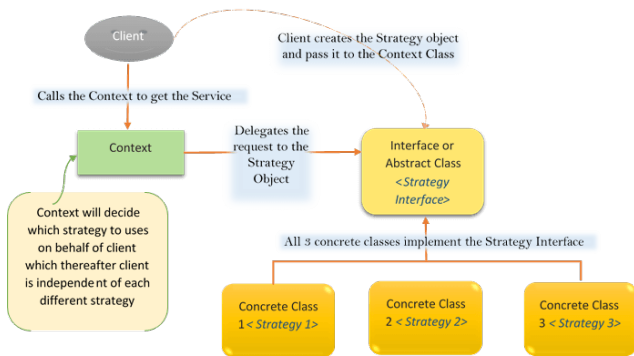 Client
Client creates the Strategy object
and pass it to the Context Class
Calls the Context to get the Service
Context
Delegates the
request to the
Strategy
Object
Interface or
Abstract Class
<Strategy
Interface>
Context will decide
which strategy to uses
on behalf of client
which thereafter client
is independent of each
different strategy
All 3 concrete classes implement the Strategy Interface
Concrete Class
1< Strategy 1>
Concrete Class
2 < Strategy 2>
Concrete Class
3 < Strategy 3>